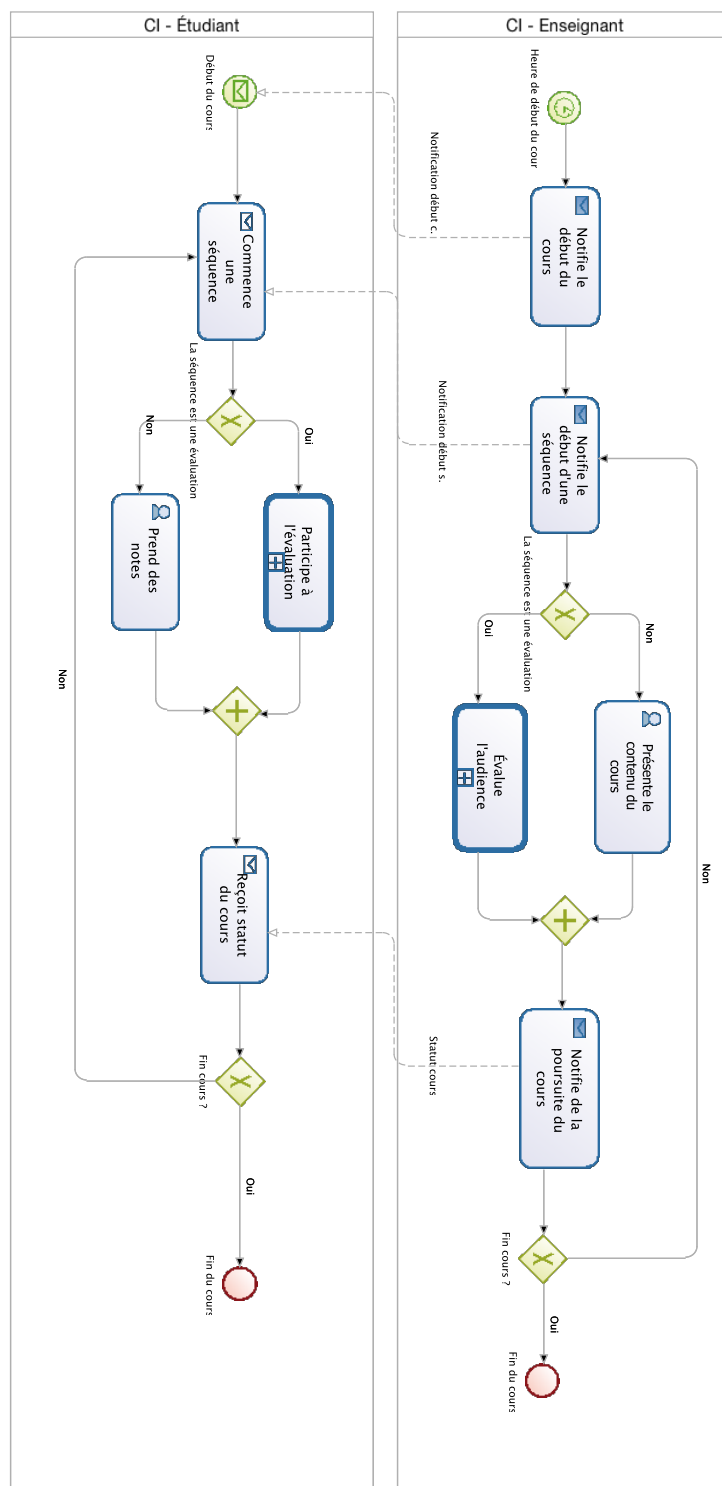 CI - Étudiant
CI - Enseignant
Début du cours
Heure de début du cour
Notification début c.
Notifie le
début du
cours
Commence
une
séquence
La séquence est une évaluation
Non
Oui
Notification début s.
Notifie le
début d'une
séquence
La séquence est une évaluation
Oui
Non
Prend des
notes
Participe à
l'évaluation
Évalue
l'audience
Présente le
contenu du
cours
Non
Non
Reçoit statut
du cours
Statut cours
Notifie de la
poursuite du
cours
Fin cours ?
Oui
Fin du cours
Fin cours ?
Oui
Fin du cours